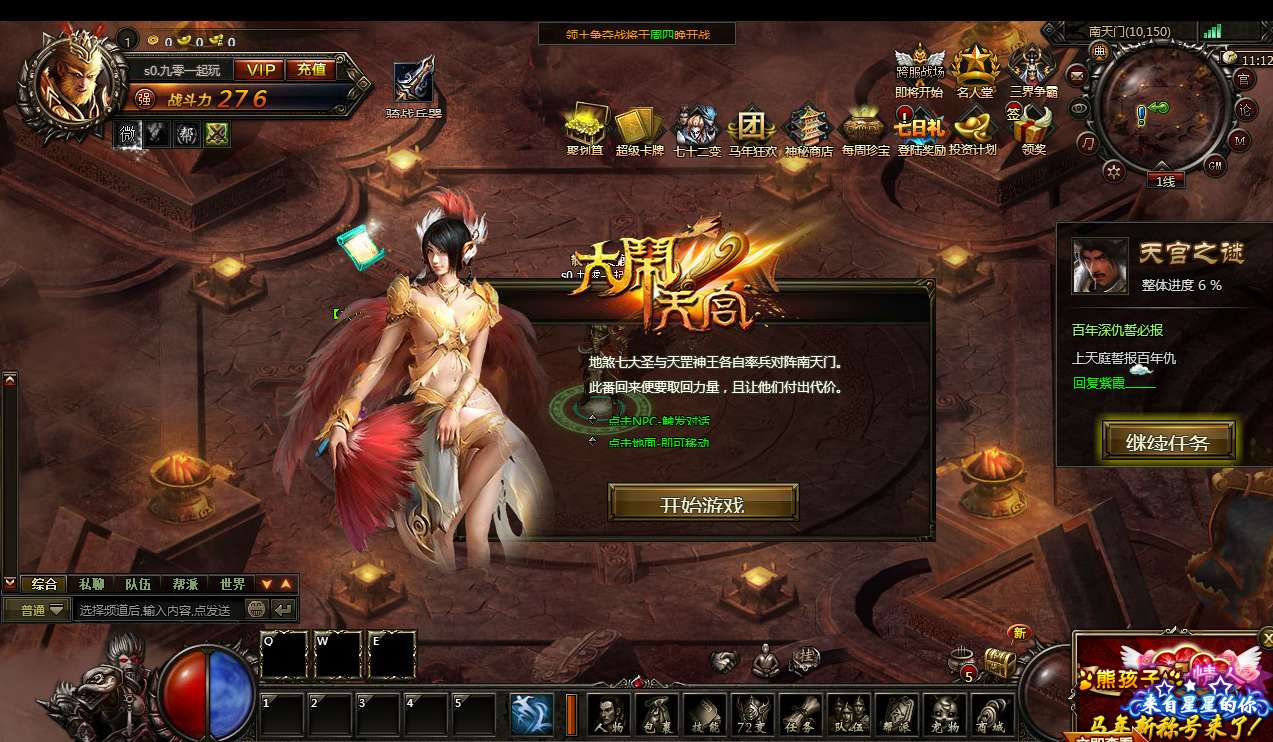 领土争夺战将于周四晚开战
南天门(10,150)
1
0
0
0
s0.九零一起玩
VIP
充值
强
战斗力 276
微
帮
骑战兵器
跨服战场
即将开始
名人堂
三界争霸
聚划算
超级卡牌
七十二变
团
马年狂欢
神秘商店
每周珍宝
七日礼
登陆奖励
投资计划
签
领奖
曲
11:12
官
论
M
GM
1线
天宫之谜
整体进度 6 %
百年深仇誓必报
上天庭誓报百年仇
回复紫霞
继续任务
大闹天宫
地煞七大圣与天罡神王各自率兵对阵南天门。
此番回来便要取回力量，且让他们付出代价。
点击NPC-触发对话
点击地面-即可移动
开始游戏
综合
私聊
队伍
帮派
世界
普通
选择频道后,输入内容,点发送
Q
W
E
1
2
3
4
5
挂
新
5
人物
包裹
技能
72变
任务
队伍
帮派
宠物
商城
熊孩子
情人
来自星星的你
马年新称号来了!
立即查看